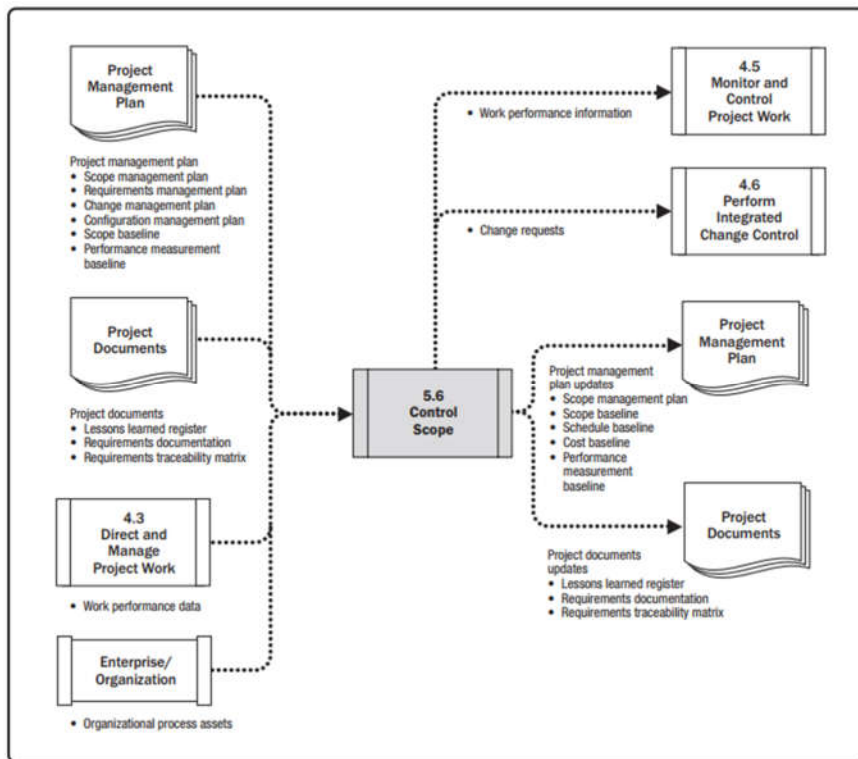 Project
Management
Plan
Project management plan
• Scope management plan
• Requirements management plan
• Change management plan
• Configuration management plan
• Scope baseline
• Performance measurement
baseline
Project
Documents
Project documents
• Lessons learned register
• Requirements documentation
• Requirements traceability matrix
4.3
Direct and
Manage
Project Work
• Work performance data
Enterprise/
Organization
• Organizational process assets
5.6
Control
Scope
• Work performance information
4.5
Monitor and
Control
Project Work
• Change requests
4.6
Perform
Integrated
Change Control
Project
Management
Plan
Project management
plan updates
• Scope management plan
• Scope baseline
• Schedule baseline
• Cost baseline
• Performance
measurement
baseline
Project
Documents
Project documents
updates
• Lessons learned register
• Requirements documentation
• Requirements traceability matrix